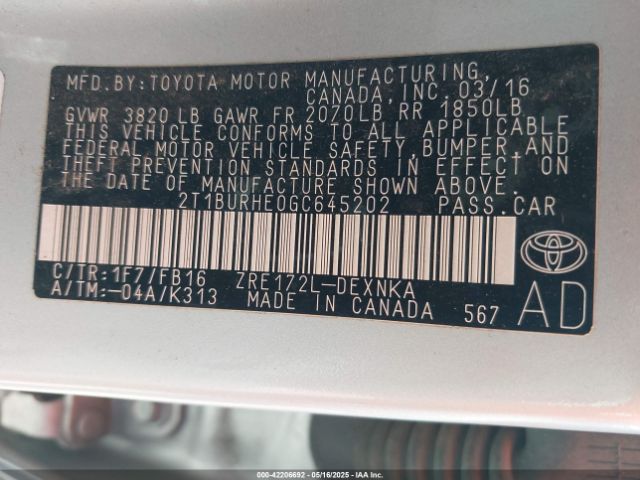 MFD. BY: TOYOTA MOTOR MANUFACTURING,
CANADA, INC. 03/16
GVWR 3820 LB GAWR FR 2070LB RR 1850LB
THIS VEHICLE CONFORMS TO ALL APPLICABLE
FEDERAL MOTOR VEHICLE SAFETY, BUMPER, AND
THEFT PREVENTION STANDARDS IN EFFECT ON
THE DATE OF MANUFACTURE SHOWN ABOVE.
2T1BURHE0GC645202 PASS.CAR
C/TR: 1F7/FB16 ZRE172L-DEXNKA
A/TM: -04A/K313 MADE IN CANADA 567
TOYOTA
AD
000-42206692 - 05/16/2025 - IAA Inc.